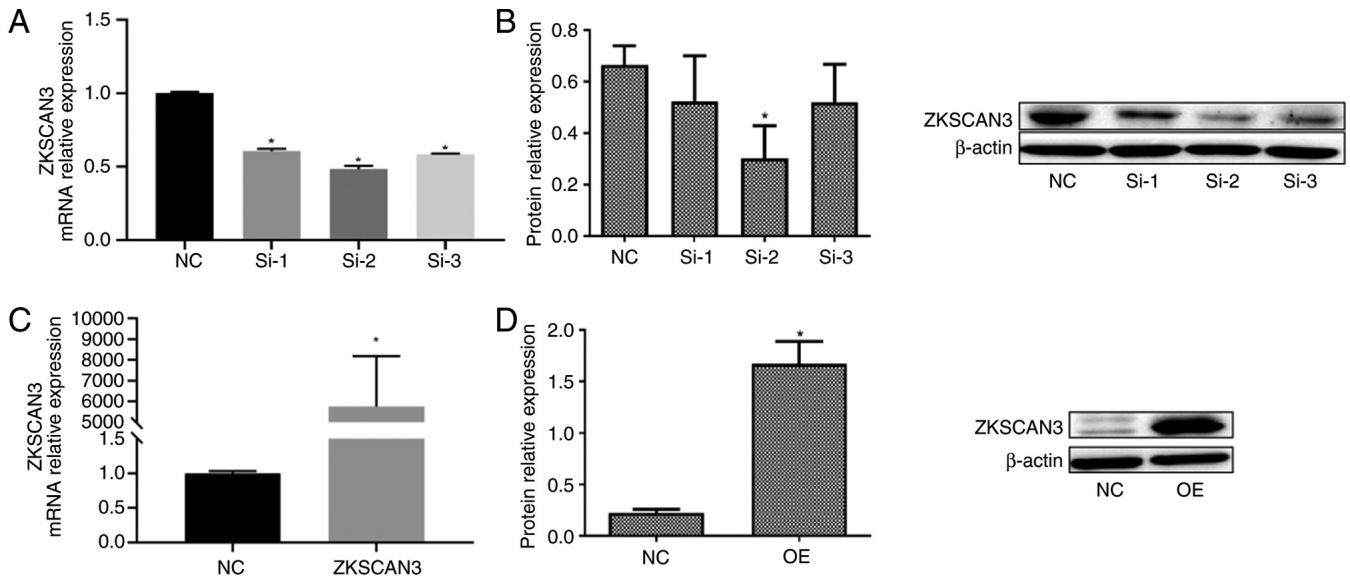 A
ZKSCAN3
mRNA relative expression
1.5
1.0
0.5
0.0
*
*
*
NC
Si-1
Si-2
Si-3
B
Protein relative expression
0.8
0.6
0.4
0.2
0.0
*
NC
Si-1
Si-2
Si-3
ZKSCAN3
β-actin
NC
Si-1
Si-2
Si-3
C
ZKSCAN3
mRNA relative expression
10000
9000
8000
7000
6000
5000
1.5
1.0
0.5
0.0
*
NC
ZKSCAN3
D
Protein relative expression
2.0
1.5
1.0
0.5
0.0
*
NC
OE
ZKSCAN3
β-actin
NC
OE